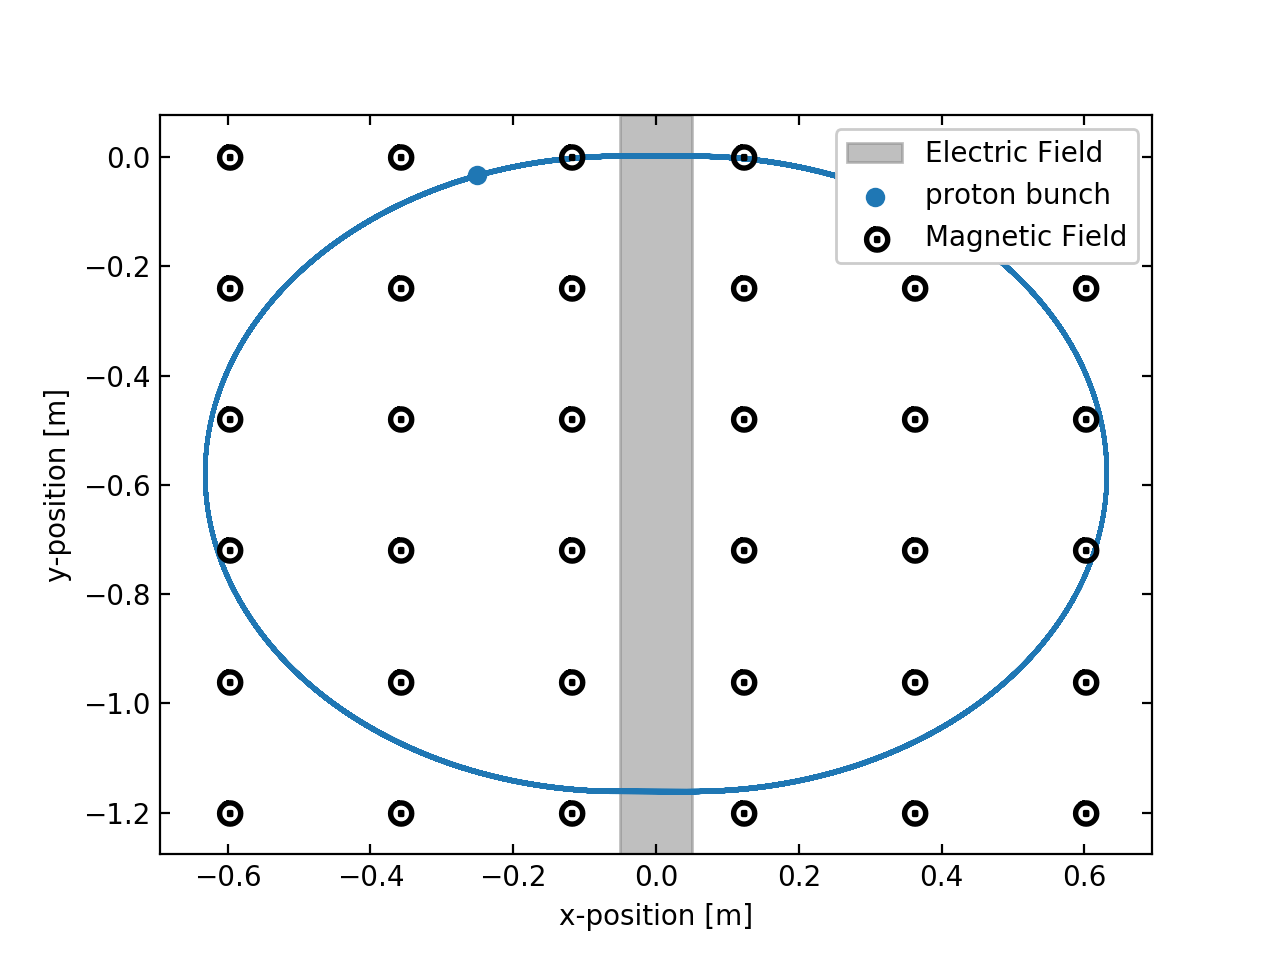 Electric Field
proton bunch
Magnetic Field
0.0
−0.2
−0.4
−0.6
−0.8
−1.0
−1.2
y-position [m]
−0.6 −0.4 −0.2 0.0 0.2 0.4 0.6
x-position [m]